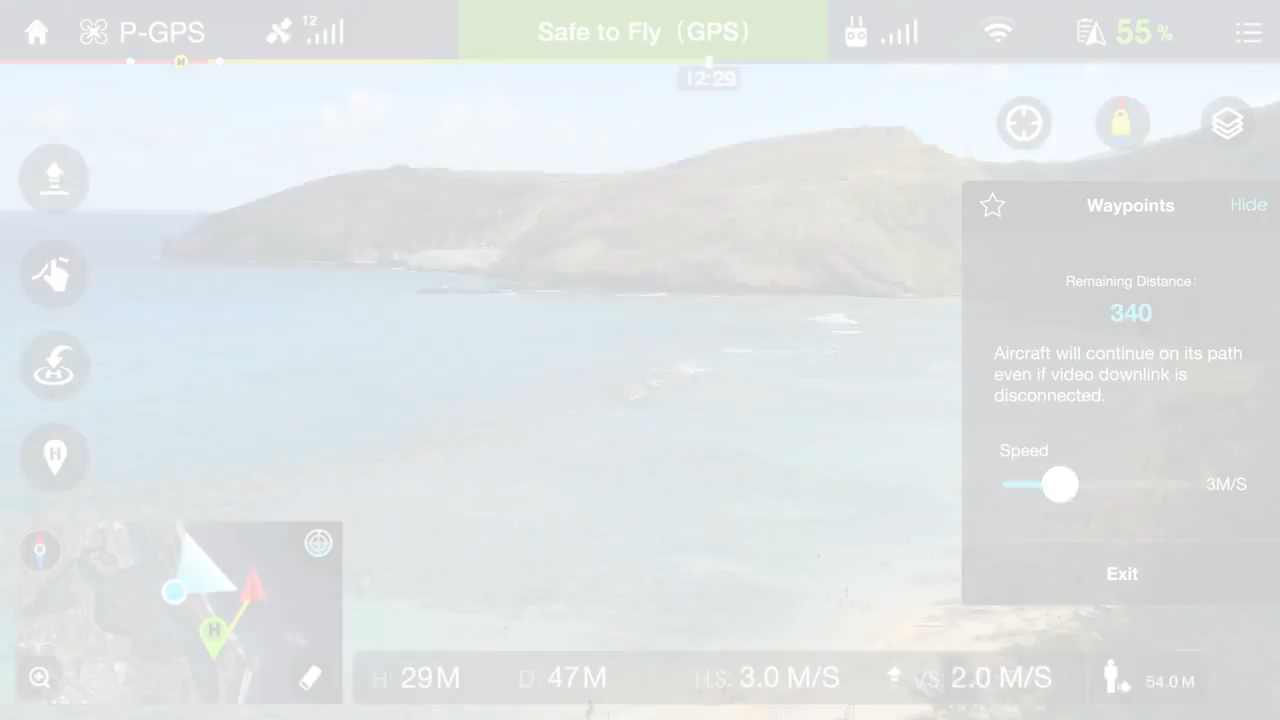 P-GPS
12
Safe to Fly（GPS）
55%
H
12:29
Waypoints
Hide
Remaining Distance:
340
Aircraft will continue on its path
even if video downlink is
disconnected.
Speed
3M/S
Exit
H
H
H
H: 29M
D: 47M
H.S: 3.0 M/S
VS: 2.0 M/S
54.0 M